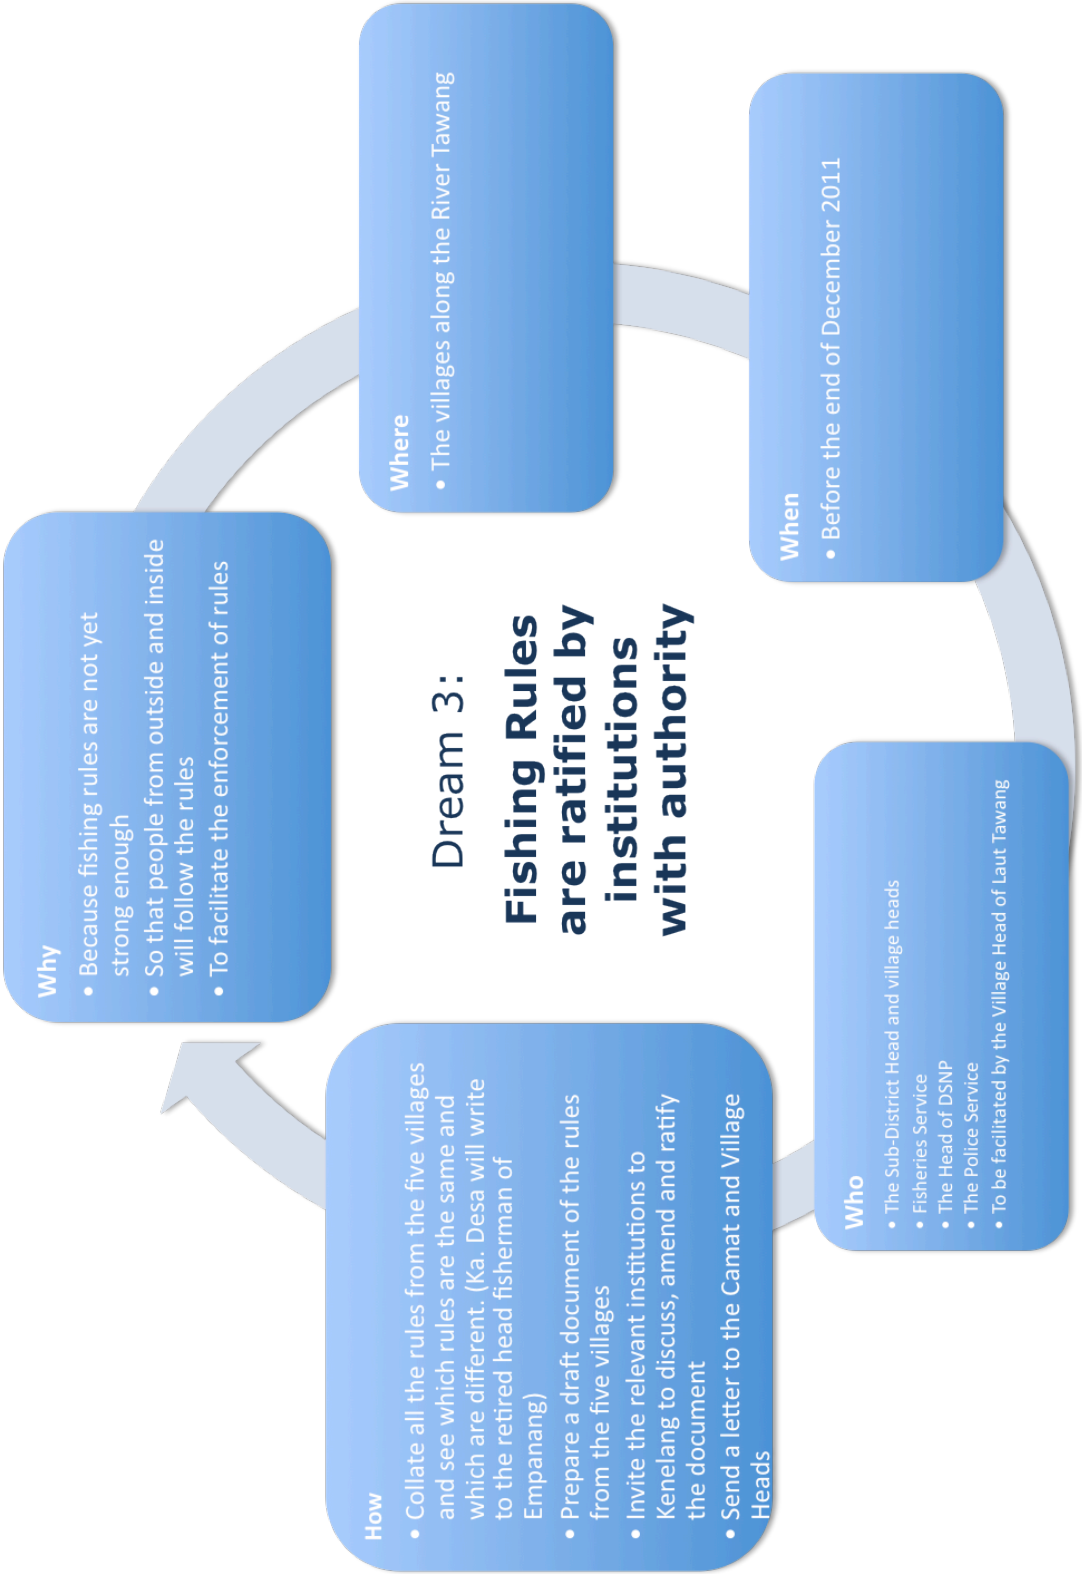 Dream 3:
Fishing Rules
are ratified by
institutions
with authority
Why
• Because fishing rules are not yet
strong enough
• So that people from outside and inside
will follow the rules
• To facilitate the enforcement of rules
Where
• The villages along the River Tawang
When
• Before the end of December 2011
Who
• The Sub-District Head and village heads
• Fisheries Service
• The Head of DSNP
• The Police Service
• To be facilitated by the Village Head of Laut Tawang
How
• Collate all the rules from the five villages
and see which rules are the same and
which are different. (Ka. Desa will write
to the retired head fisherman of
Empanang)
• Prepare a draft document of the rules
from the five villages
• Invite the relevant institutions to
Kenelang to discuss, amend and ratify
the document
• Send a letter to the Camat and Village
Heads